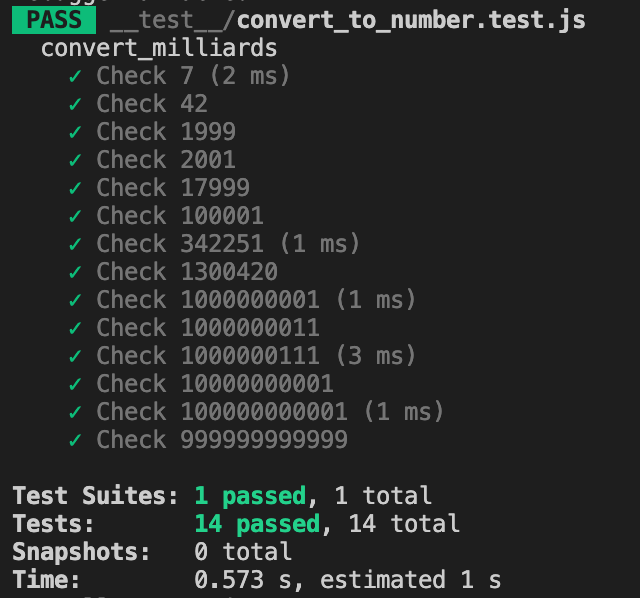 PASS __test__/convert_to_number.test.js
convert_milliards
✓ Check 7 (2 ms)
✓ Check 42
✓ Check 1999
✓ Check 2001
✓ Check 17999
✓ Check 100001
✓ Check 342251 (1 ms)
✓ Check 1300420
✓ Check 1000000001 (1 ms)
✓ Check 1000000011
✓ Check 1000000111 (3 ms)
✓ Check 10000000001
✓ Check 100000000001 (1 ms)
✓ Check 999999999999
Test Suites: 1 passed, 1 total
Tests: 14 passed, 14 total
Snapshots: 0 total
Time: 0.573 s, estimated 1 s